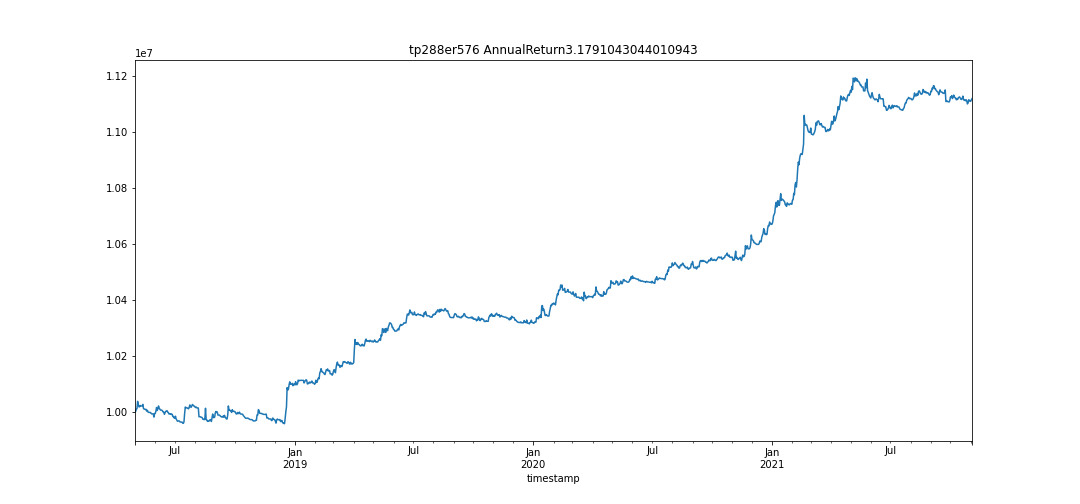 tp288er576 AnnualReturn3.1791043044010943
1e7
1.12
1.10
1.08
1.06
1.04
1.02
1.00
Jul
Jan
2019
Jul
Jan
2020
Jul
Jan
2021
Jul
timestamp